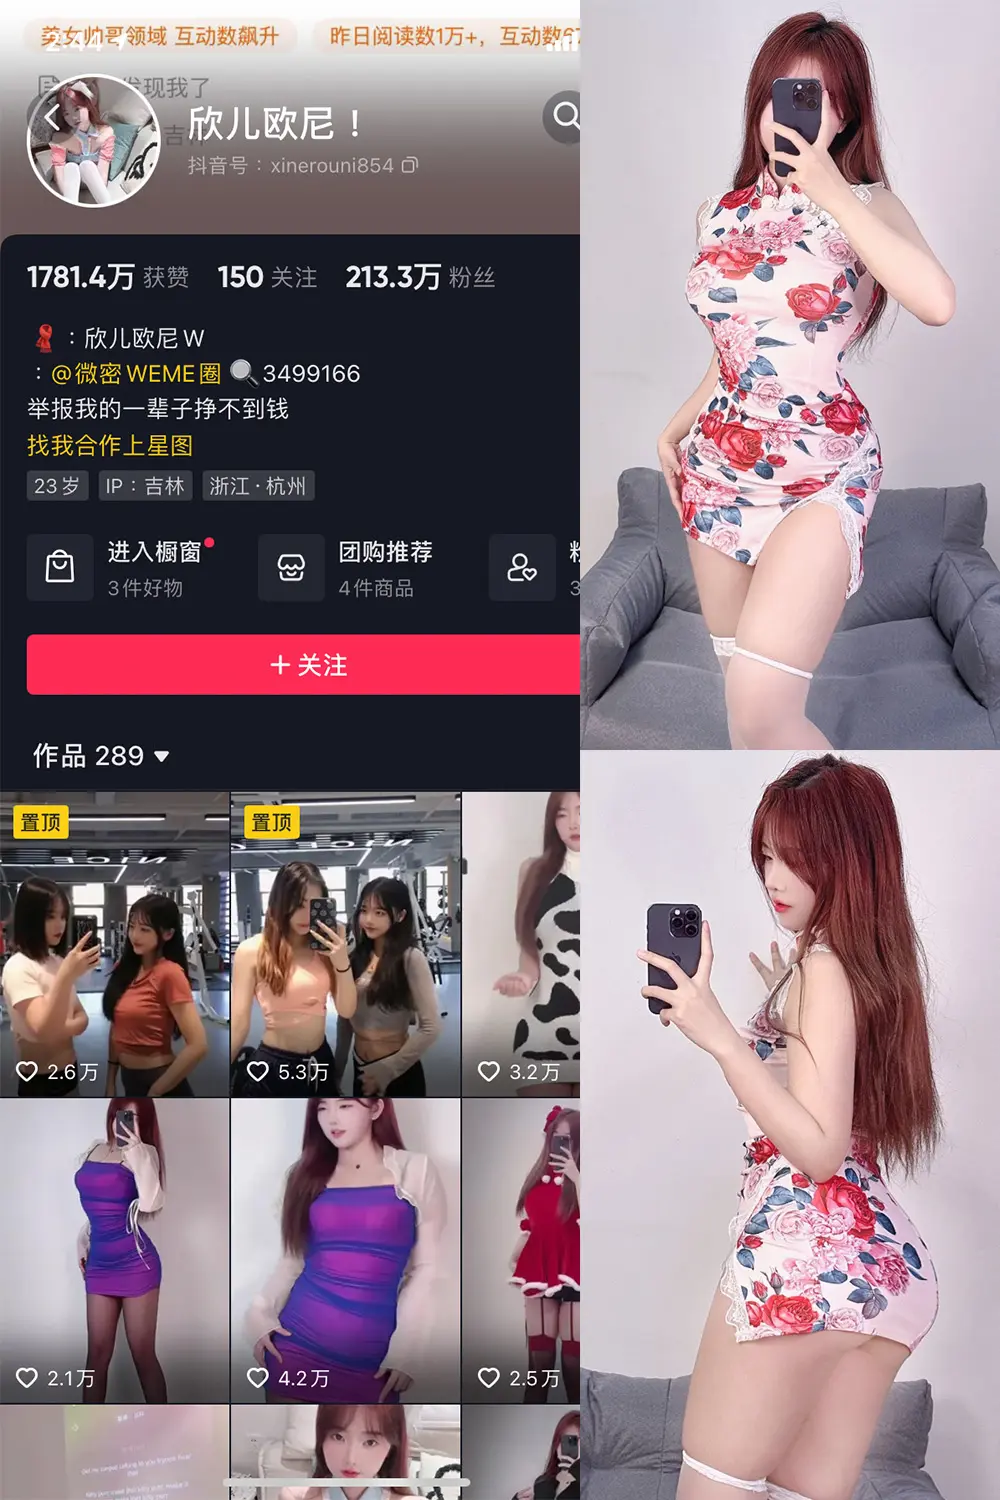 美女帅哥领域 互动数飙升
昨日阅读数1万+，互动数
2:44
发现我了
欣儿欧尼！
抖音号：xinerouni854
1781.4万 获赞 150 关注 213.3万 粉丝
：欣儿欧尼W
：@微密WEME圈 3499166
举报我的一辈子挣不到钱
找我合作上星图
23岁 IP：吉林 浙江·杭州
进入橱窗
3件好物
团购推荐
4件商品
+ 关注
作品 289
置顶 置顶
2.6万 5.3万 3.2万
2.1万 4.2万 2.5万